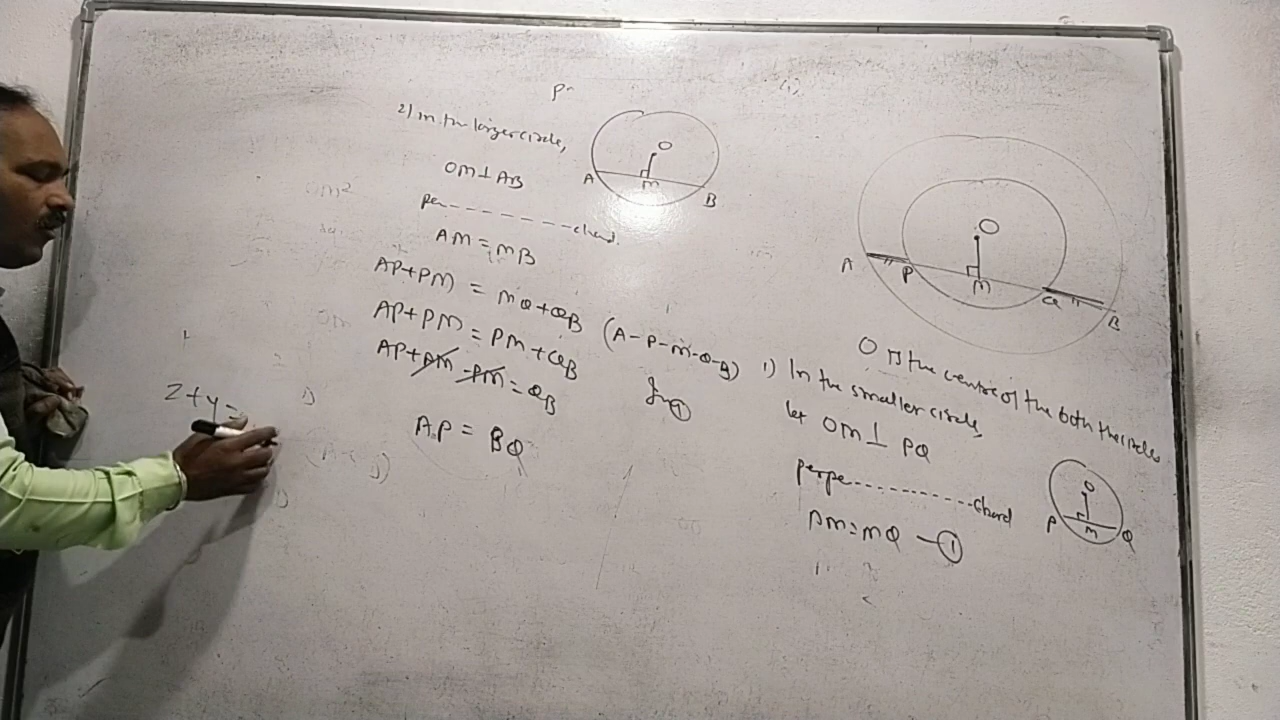 2) In the larger circle,
OM ⊥ AB
per---------chord.
AM = MB
AP+PM = MQ+QB (A-P-M-Q-B)
AP+PM = PM+QB
AP+PM-PM = QB
AP = BQ
O
A
M
B
O
A
P
M
Q
B
O is the centre of the both the circles
1) In the smaller circle,
let OM ⊥ PQ
perpe-----------chord
PM = MQ —①
O
P
M
Q
2+y=